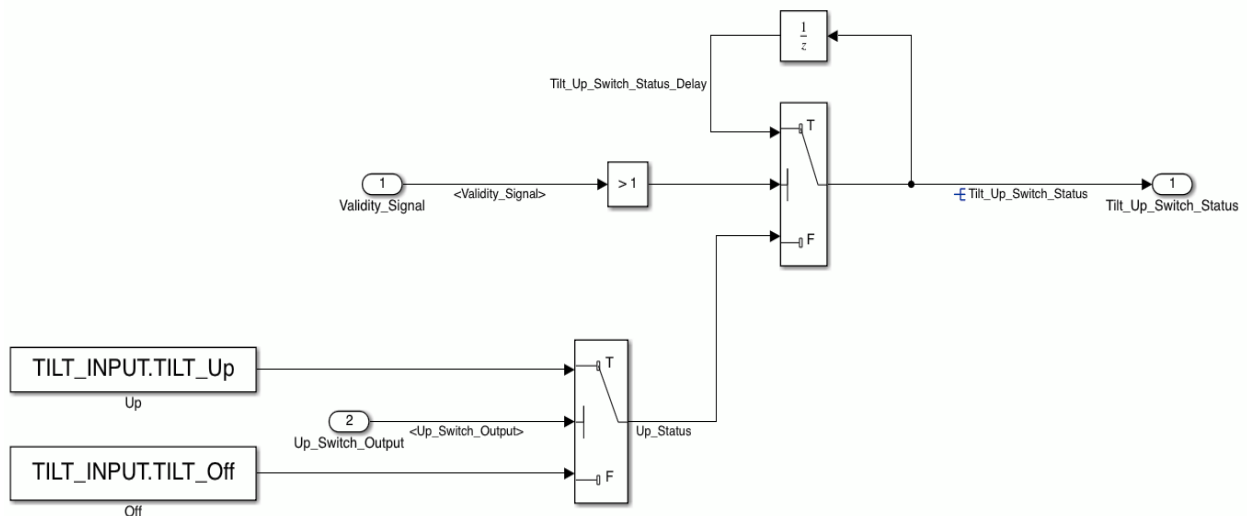 1
z
Tilt_Up_Switch_Status_Delay
T
1
<Validity_Signal>
Validity_Signal
> 1
Tilt_Up_Switch_Status
1
Tilt_Up_Switch_Status
F
TILT_INPUT.TILT_Up
Up
T
2
<Up_Switch_Output>
Up_Switch_Output
Up_Status
TILT_INPUT.TILT_Off
Off
F